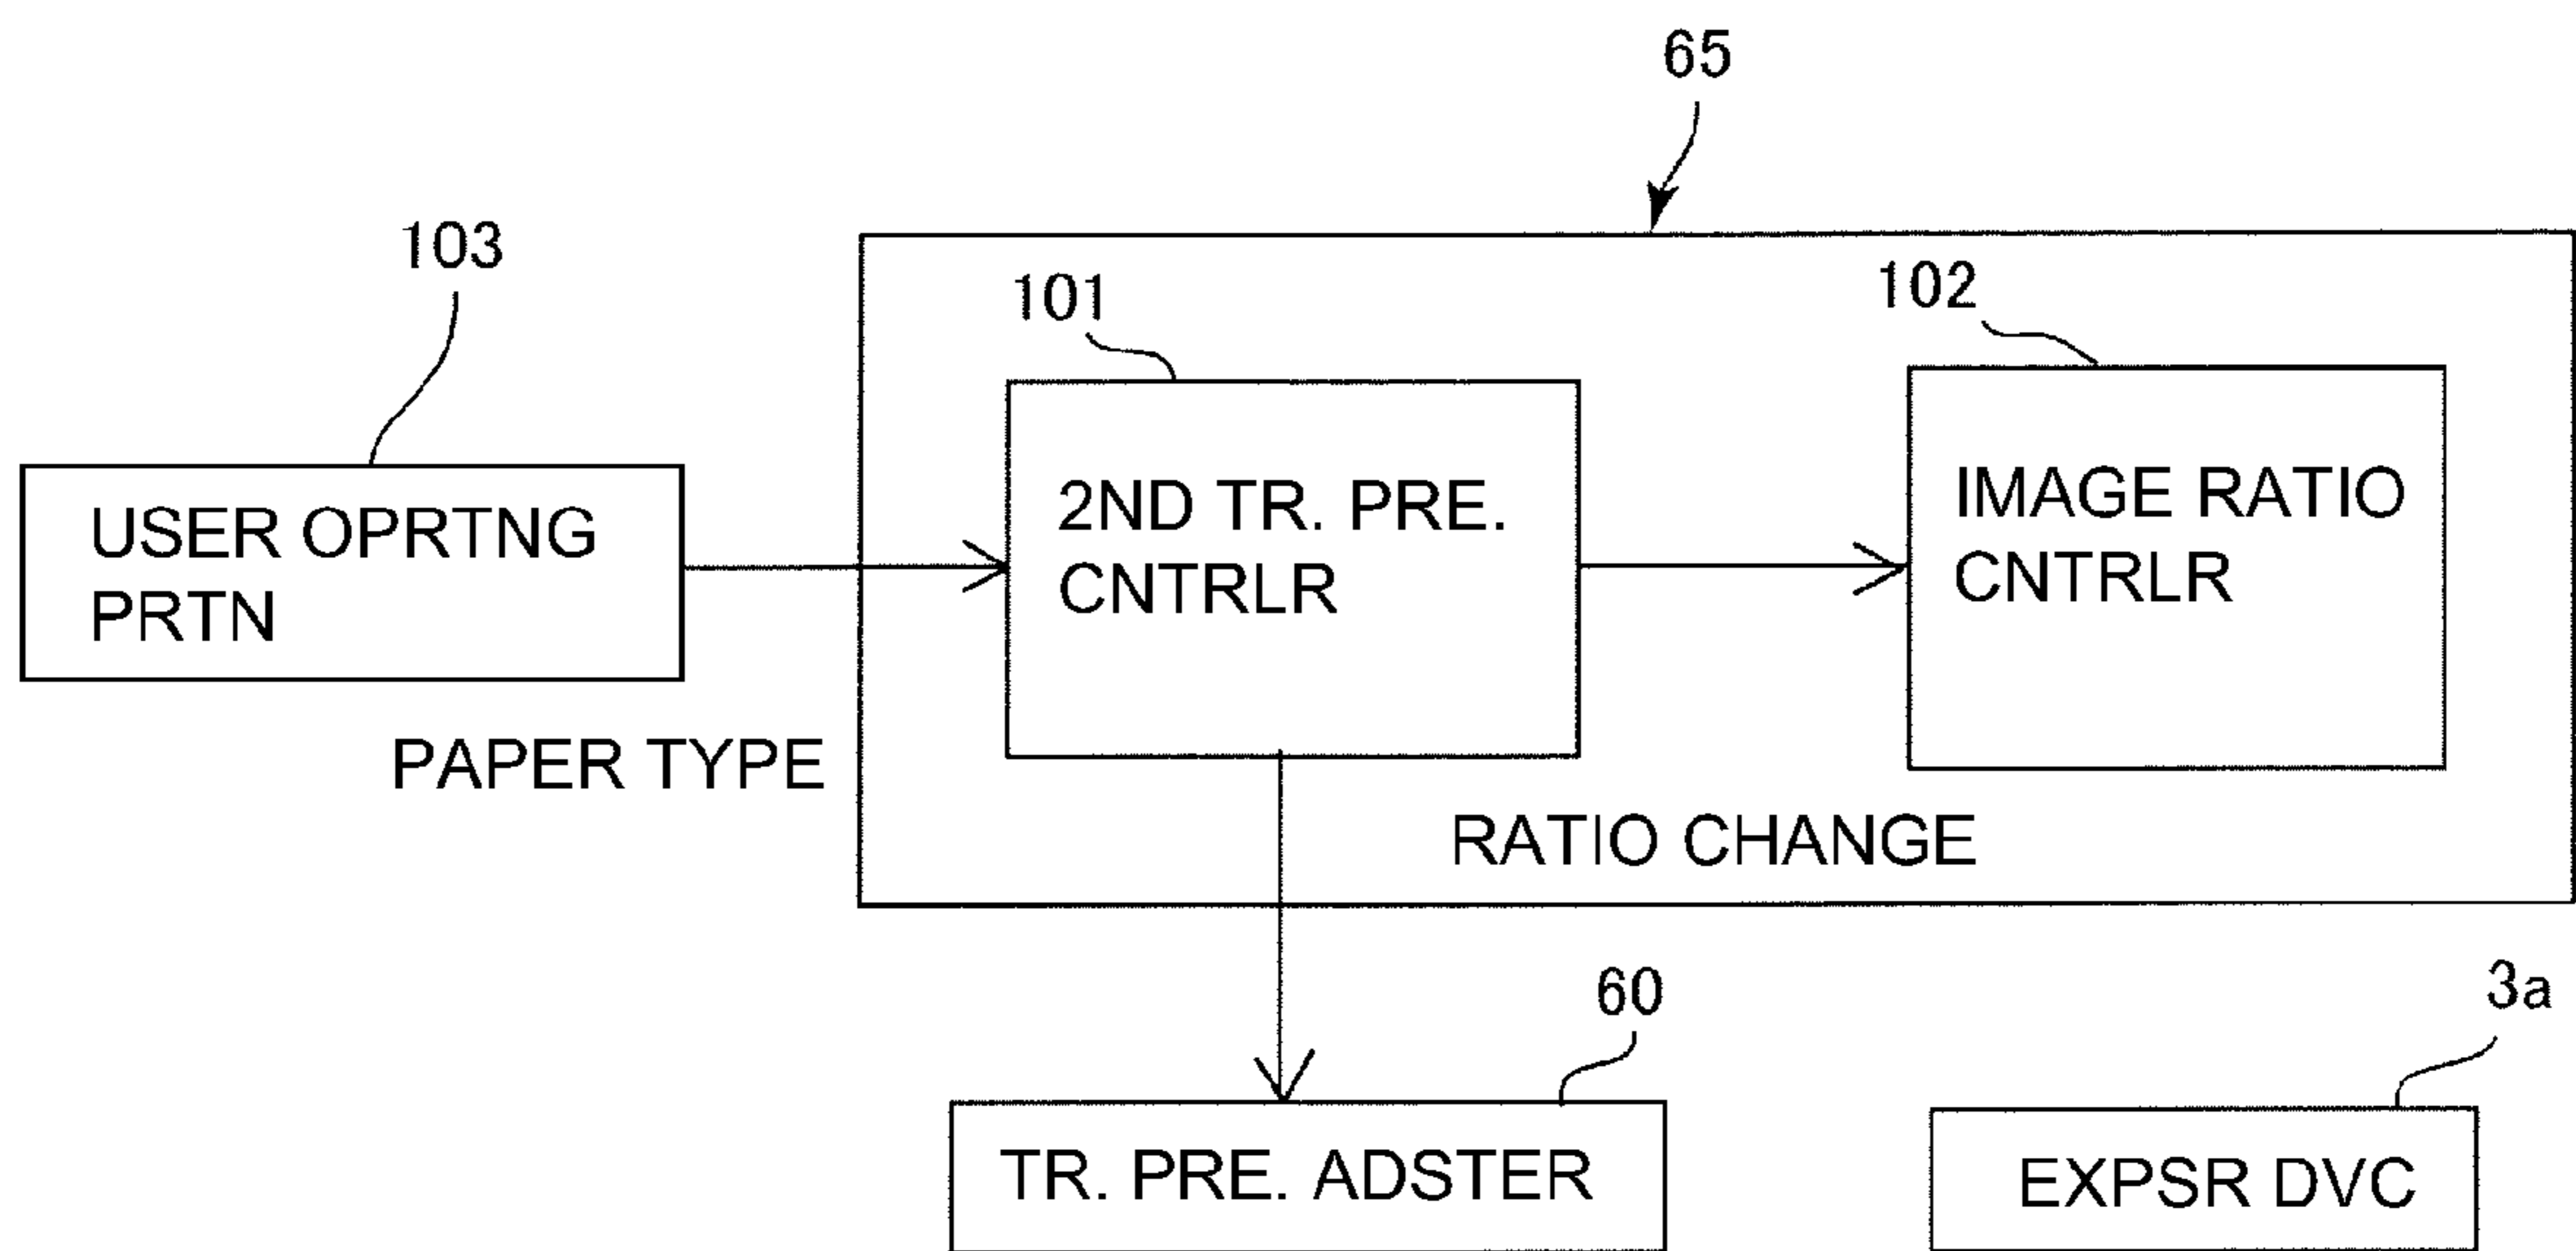 65
103
101
102
USER OPRTNG
PRTN
2ND TR. PRE.
CNTRLR
IMAGE RATIO
CNTRLR
PAPER TYPE
RATIO CHANGE
60
3a
TR. PRE. ADSTER
EXPSR DVC